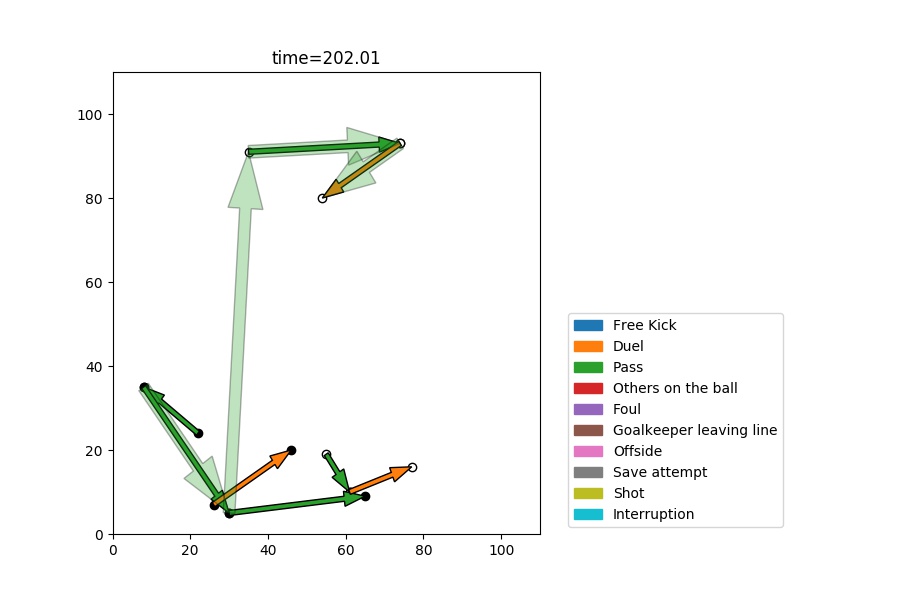 time=202.01
100
80
60
40
20
0
0 20 40 60 80 100
Free Kick
Duel
Pass
Others on the ball
Foul
Goalkeeper leaving line
Offside
Save attempt
Shot
Interruption